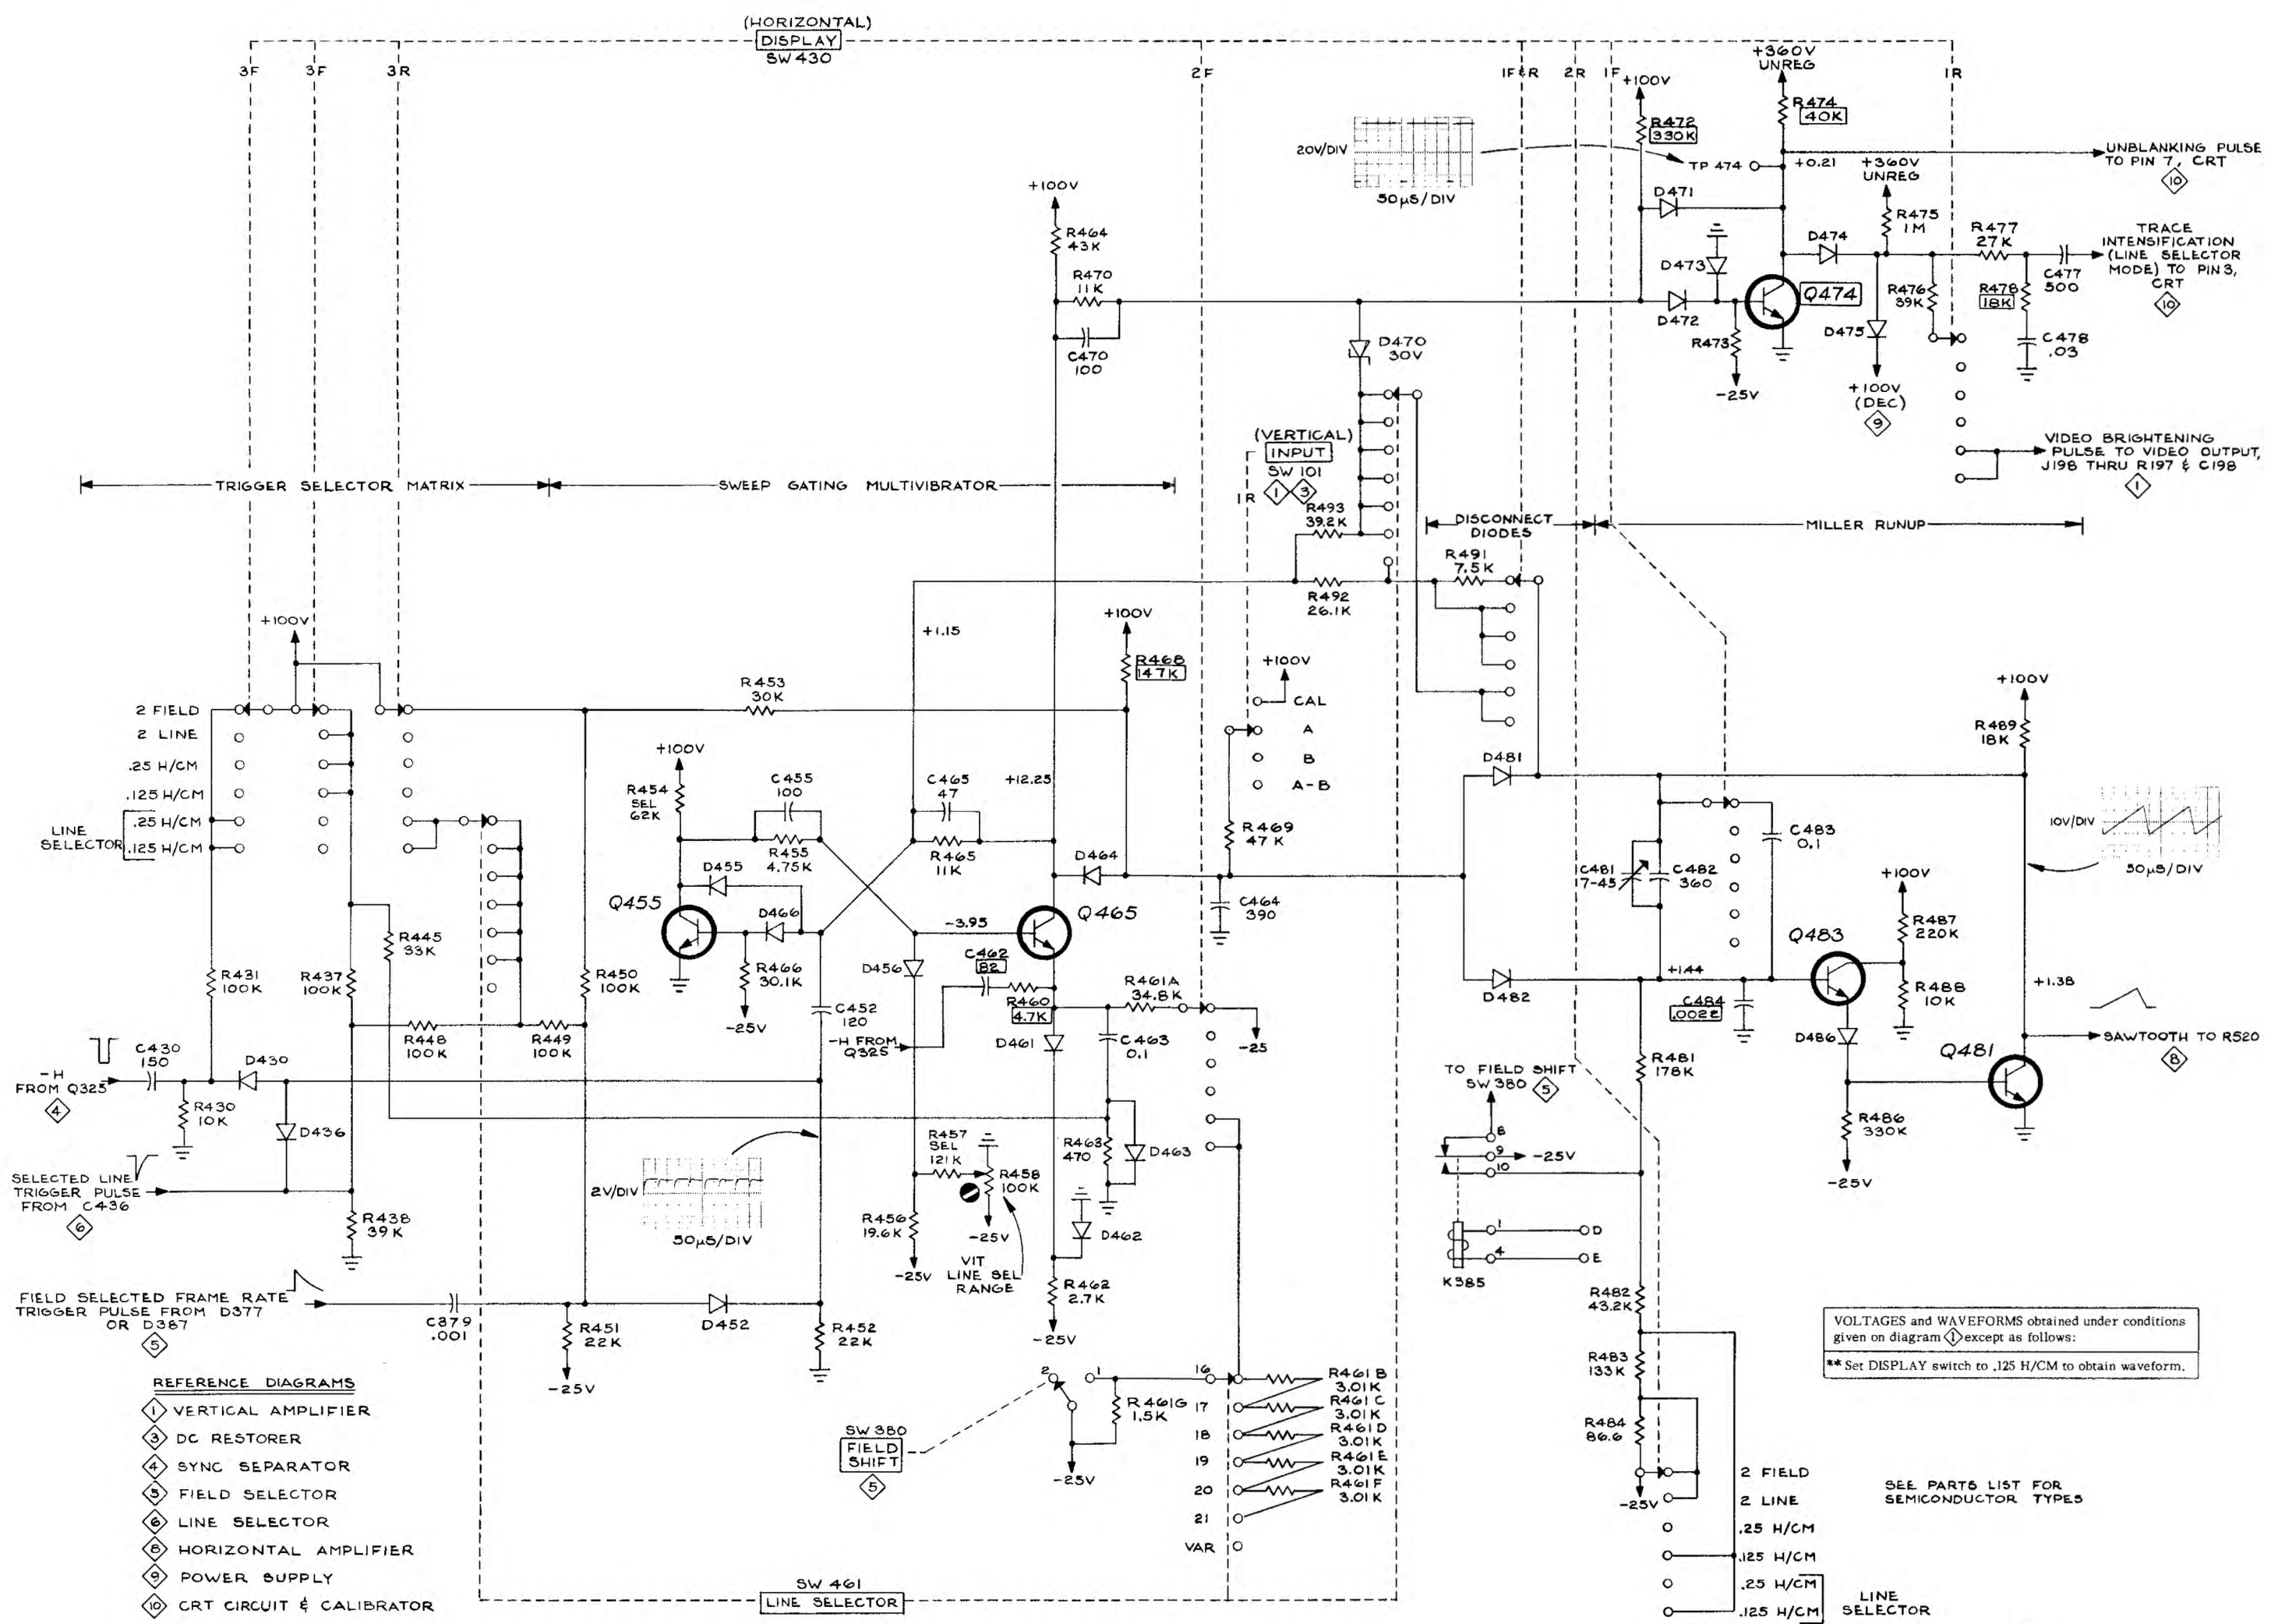 (HORIZONTAL)
DISPLAY
SW 430
3F
3F
3R
2F
1F&R
2R
1F
1R
+360V
UNREG
+100V
R474
40K
R472
330K
20V/DIV
50µS/DIV
TP 474
+0.21
+360V
UNREG
UNBLANKING PULSE
TO PIN 7, CRT
10
D471
R475
1M
D474
R477
27K
TRACE
INTENSIFICATION
(LINE SELECTOR
MODE) TO PIN 3,
CRT
10
C477
500
D473
Q474
R476
39K
R478
18K
D472
D475
R473
C478
.03
-25V
+100V
(DEC)
9
+100V
R464
43K
R470
11K
C470
100
D470
30V
(VERTICAL)
INPUT
SW 101
1
3
1R
R493
39.2K
VIDEO BRIGHTENING
PULSE TO VIDEO OUTPUT,
J198 THRU R197 & C198
1
TRIGGER SELECTOR MATRIX
SWEEP GATING MULTIVIBRATOR
DISCONNECT
DIODES
MILLER RUNUP
R491
7.5K
R492
26.1K
+100V
+1.15
+100V
R468
147K
+100V
CAL
A
B
A-B
R453
30K
2 FIELD
2 LINE
.25 H/CM
.125 H/CM
LINE
SELECTOR
.25 H/CM
.125 H/CM
+100V
R454
SEL
62K
C455
100
R455
4.75K
C465
47
+12.25
R465
11K
R469
47K
D481
+100V
R489
18K
10V/DIV
50µS/DIV
C483
0.1
C481
7-45
C482
360
D455
D464
Q455
D466
-3.95
Q465
C464
390
+100V
R487
220K
Q483
R445
33K
R431
100K
R437
100K
R450
100K
R466
30.1K
-25V
D456
C462
82
R460
4.7K
R461A
34.8K
D482
+1.44
C484
.0022
R488
10K
+1.38
C452
120
R448
100K
R449
100K
-H FROM
Q325
D461
C463
0.1
-25
D486
Q481
SAWTOOTH TO R520
8
-H
FROM Q325
4
C430
150
D430
R430
10K
D436
R481
178K
TO FIELD SHIFT
SW 380
5
R486
330K
-25V
8
9
-25V
10
R457
SEL
121K
R458
100K
R463
470
D463
SELECTED LINE
TRIGGER PULSE
FROM C436
6
2V/DIV
50µS/DIV
R438
39K
R456
19.6K
-25V
-25V
D462
1
D
4
E
K385
VIT
LINE SEL
RANGE
R462
2.7K
-25V
FIELD SELECTED FRAME RATE
TRIGGER PULSE FROM D377
OR D387
5
C379
.001
R451
22K
-25V
D452
R452
22K
R482
43.2K
VOLTAGES and WAVEFORMS obtained under conditions
given on diagram 1 except as follows:
** Set DISPLAY switch to .125 H/CM to obtain waveform.
R483
133K
R484
86.6
-25V
REFERENCE DIAGRAMS
1 VERTICAL AMPLIFIER
3 DC RESTORER
4 SYNC SEPARATOR
5 FIELD SELECTOR
6 LINE SELECTOR
8 HORIZONTAL AMPLIFIER
9 POWER SUPPLY
10 CRT CIRCUIT & CALIBRATOR
SW 380
FIELD
SHIFT
5
2
1
R461G
1.5K
-25V
16
17
18
19
20
21
VAR
R461B
3.01K
R461C
3.01K
R461D
3.01K
R461E
3.01K
R461F
3.01K
2 FIELD
2 LINE
.25 H/CM
.125 H/CM
.25 H/CM
.125 H/CM
LINE
SELECTOR
SEE PARTS LIST FOR
SEMICONDUCTOR TYPES
SW 461
LINE SELECTOR